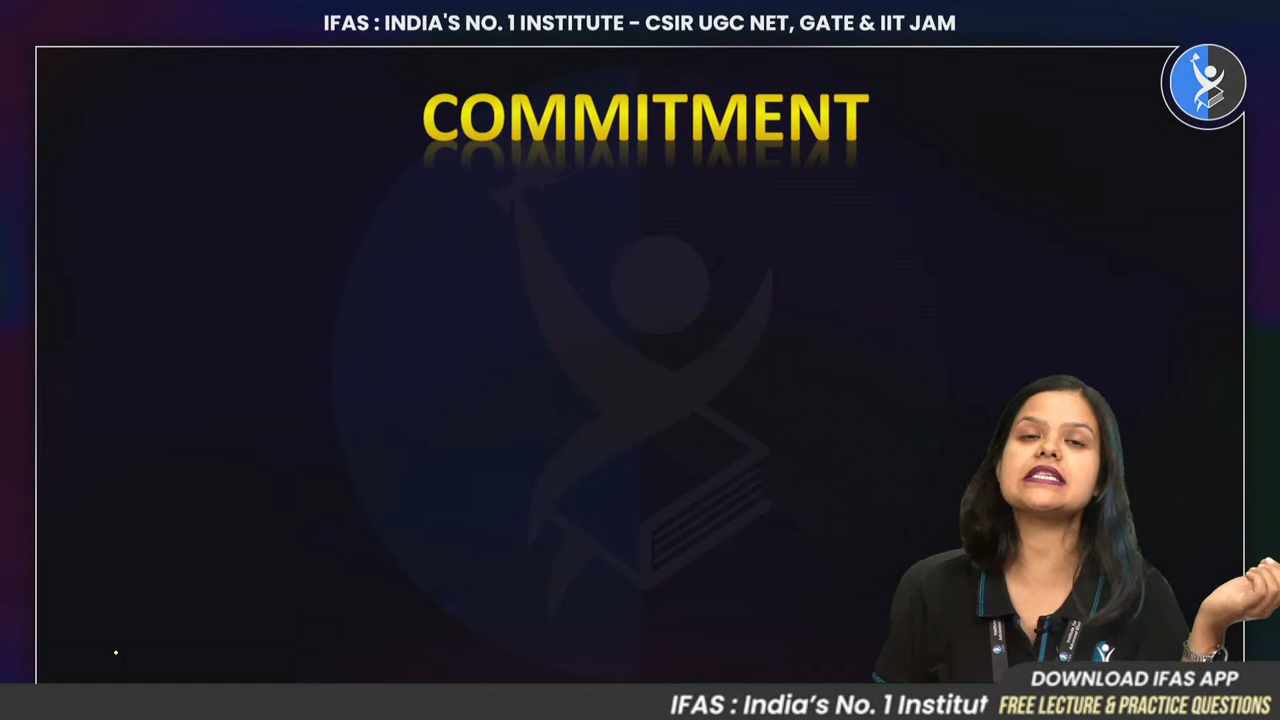 IFAS : INDIA'S NO. 1 INSTITUTE - CSIR UGC NET, GATE & IIT JAM
COMMITMENT
DOWNLOAD IFAS APP
IFAS : India's No. 1 Institut
FREE LECTURE & PRACTICE QUESTIONS